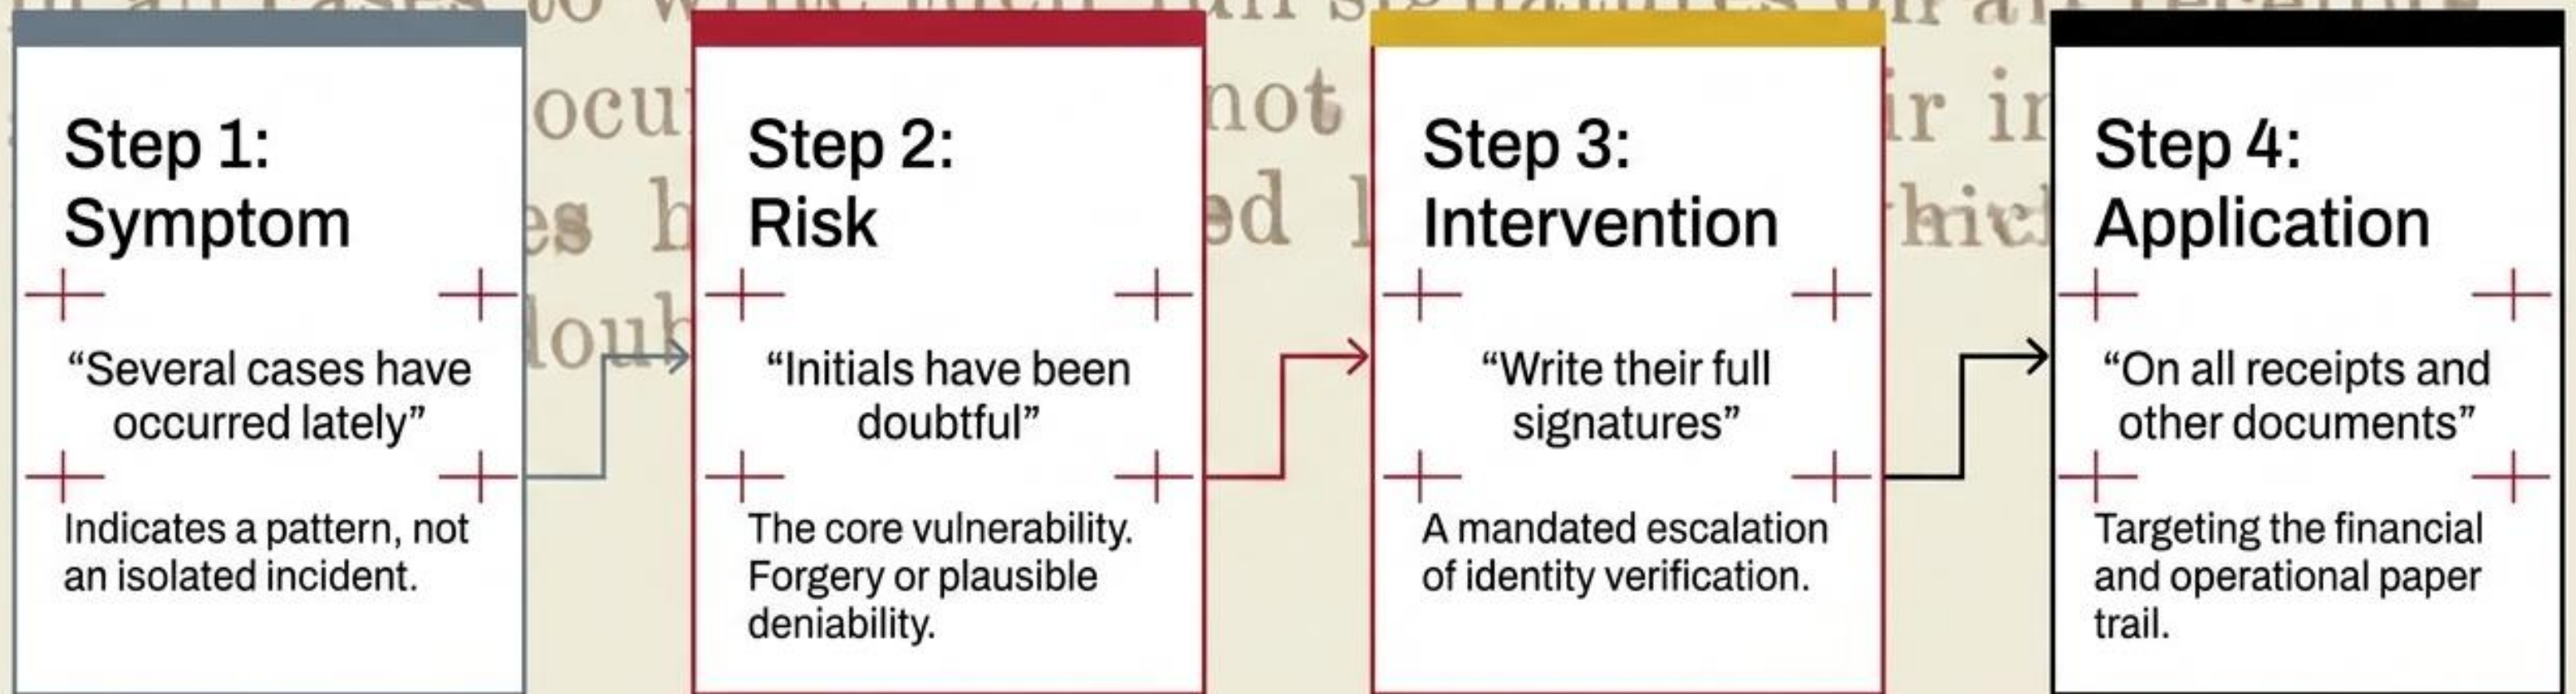 Step 1:
Symptom
“Several cases have
occurred lately”
Indicates a pattern, not
an isolated incident.
Step 2:
Risk
“Initials have been
doubtful”
The core vulnerability.
Forgery or plausible
deniability.
Step 3:
Intervention
“Write their full
signatures”
A mandated escalation
of identity verification.
Step 4:
Application
“On all receipts and
other documents”
Targeting the financial
and operational paper
trail.
not